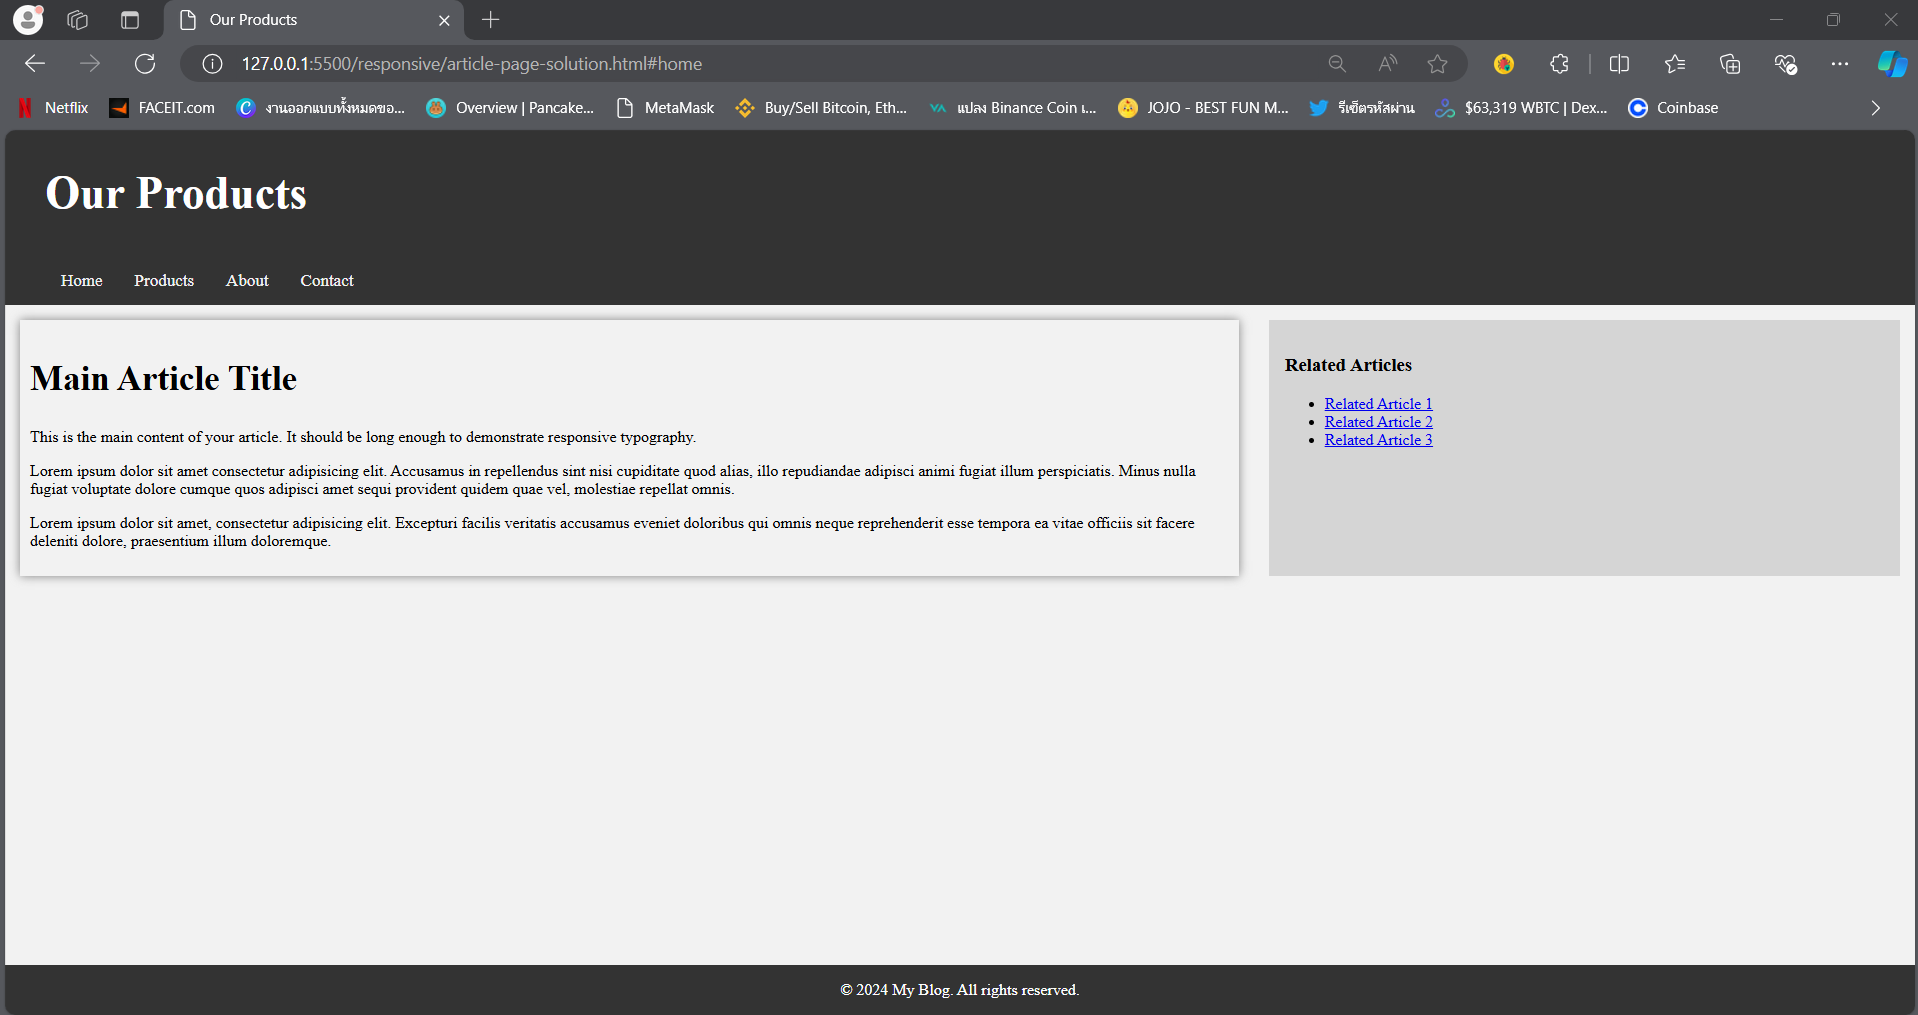 Our Products
127.0.0.1:5500/responsive/article-page-solution.html#home
Netflix FACEIT.com งานออกแบบทั้งหมดขอ... Overview | Pancake... MetaMask Buy/Sell Bitcoin, Eth... แปลง Binance Coin เ... JOJO - BEST FUN M... รีเซ็ตรหัสผ่าน $63,319 WBTC | Dex... Coinbase
Our Products
Home Products About Contact
Main Article Title
This is the main content of your article. It should be long enough to demonstrate responsive typography.
Lorem ipsum dolor sit amet consectetur adipisicing elit. Accusamus in repellendus sint nisi cupiditate quod alias, illo repudiandae adipisci animi fugiat illum perspiciatis. Minus nulla
fugiat voluptate dolore cumque quos adipisci amet sequi provident quidem quae vel, molestiae repellat omnis.
Lorem ipsum dolor sit amet, consectetur adipisicing elit. Excepturi facilis veritatis accusamus eveniet doloribus qui omnis neque reprehenderit esse tempora ea vitae officiis sit facere
deleniti dolore, praesentium illum doloremque.
Related Articles
Related Article 1
Related Article 2
Related Article 3
© 2024 My Blog. All rights reserved.